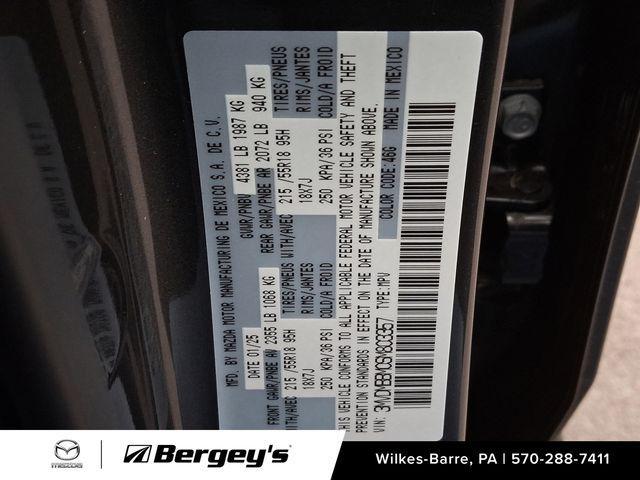 MFD. BY MAZDA MOTOR MANUFACTURING DE MEXICO S.A. DE C.V.
DATE 01/25 GVWR/PNBV 4381 LB 1987 KG
FRONT GAWR/PNBE AV 2355 LB 1068 KG REAR GAWR/PNBE AR 2072 LB 940 KG
WITH/AVEC 215/55R18 95H TIRES/PNEUS WITH/AVEC 215/55R18 95H TIRES/PNEUS
18X7J RIMS/JANTES 18X7J RIMS/JANTES
250 KPA/36 PSI COLD/A FROID 250 KPA/36 PSI COLD/A FROID
THIS VEHICLE CONFORMS TO ALL APPLICABLE FEDERAL MOTOR VEHICLE SAFETY AND THEFT
PREVENTION STANDARDS IN EFFECT ON THE DATE OF MANUFACTURE SHOWN ABOVE.
TYPE:MPV COLOR CODE:46G MADE IN MEXICO
VIN:
mazda
Bergey's
Wilkes-Barre, PA | 570-288-7411